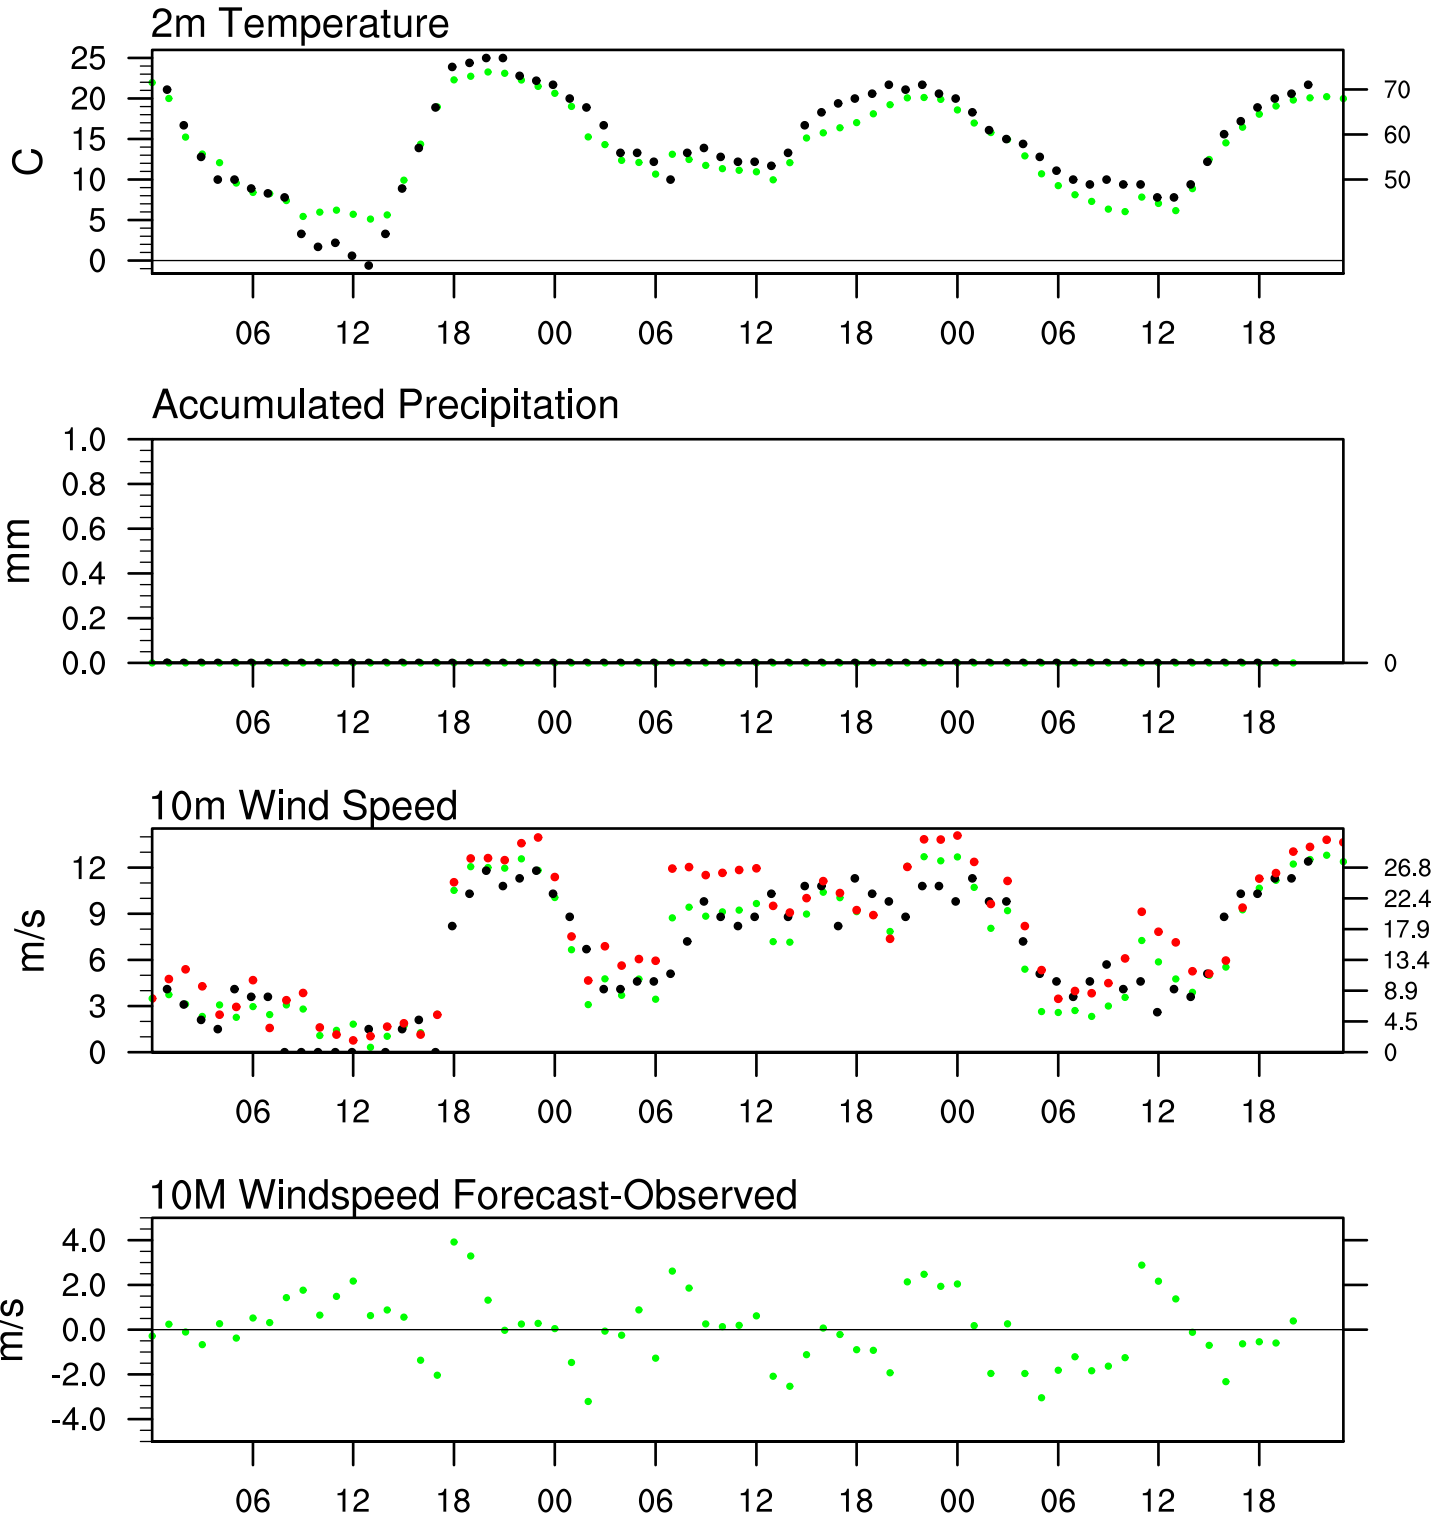 2m Temperature
C
25
20
15
10
5
0
70
60
50
06 12 18 00 06 12 18 00 06 12 18
Accumulated Precipitation
mm
1.0
0.8
0.6
0.4
0.2
0.0
0
06 12 18 00 06 12 18 00 06 12 18
10m Wind Speed
m/s
12
9
6
3
0
26.8
22.4
17.9
13.4
8.9
4.5
0
06 12 18 00 06 12 18 00 06 12 18
10M Windspeed Forecast-Observed
m/s
4.0
2.0
0.0
-2.0
-4.0
06 12 18 00 06 12 18 00 06 12 18